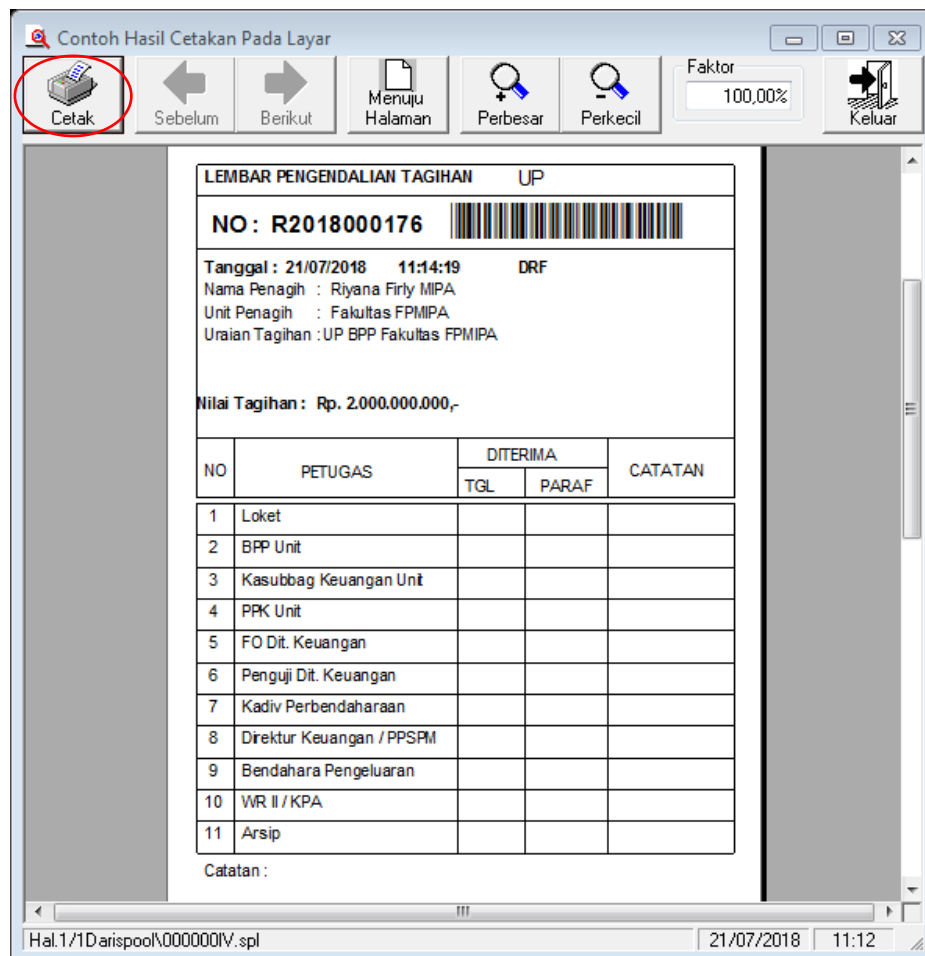 Contoh Hasil Cetakan Pada Layar
Cetak
Sebelum
Berikut
Menuju Halaman
Perbesar
Perkecil
Faktor
100,00%
Keluar
LEMBAR PENGENDALIAN TAGIHAN UP
NO : R2018000176
Tanggal : 21/07/2018 11:14:19 DRF
Nama Penagih : Riyana Firly MIPA
Unit Penagih : Fakultas FPMIPA
Uraian Tagihan : UP BPP Fakultas FPMIPA
Nilai Tagihan : Rp. 2.000.000.000,-
NO PETUGAS DITERIMA CATATAN
TGL PARAF
1 Loket
2 BPP Unit
3 Kasubbag Keuangan Unit
4 PPK Unit
5 FO Dit. Keuangan
6 Penguji Dit. Keuangan
7 Kadiv Perbendaharaan
8 Direktur Keuangan / PPSPM
9 Bendahara Pengeluaran
10 WR II / KPA
11 Arsip
Catatan :
Hal.1/1Darispool\000000IV.spl 21/07/2018 11:12